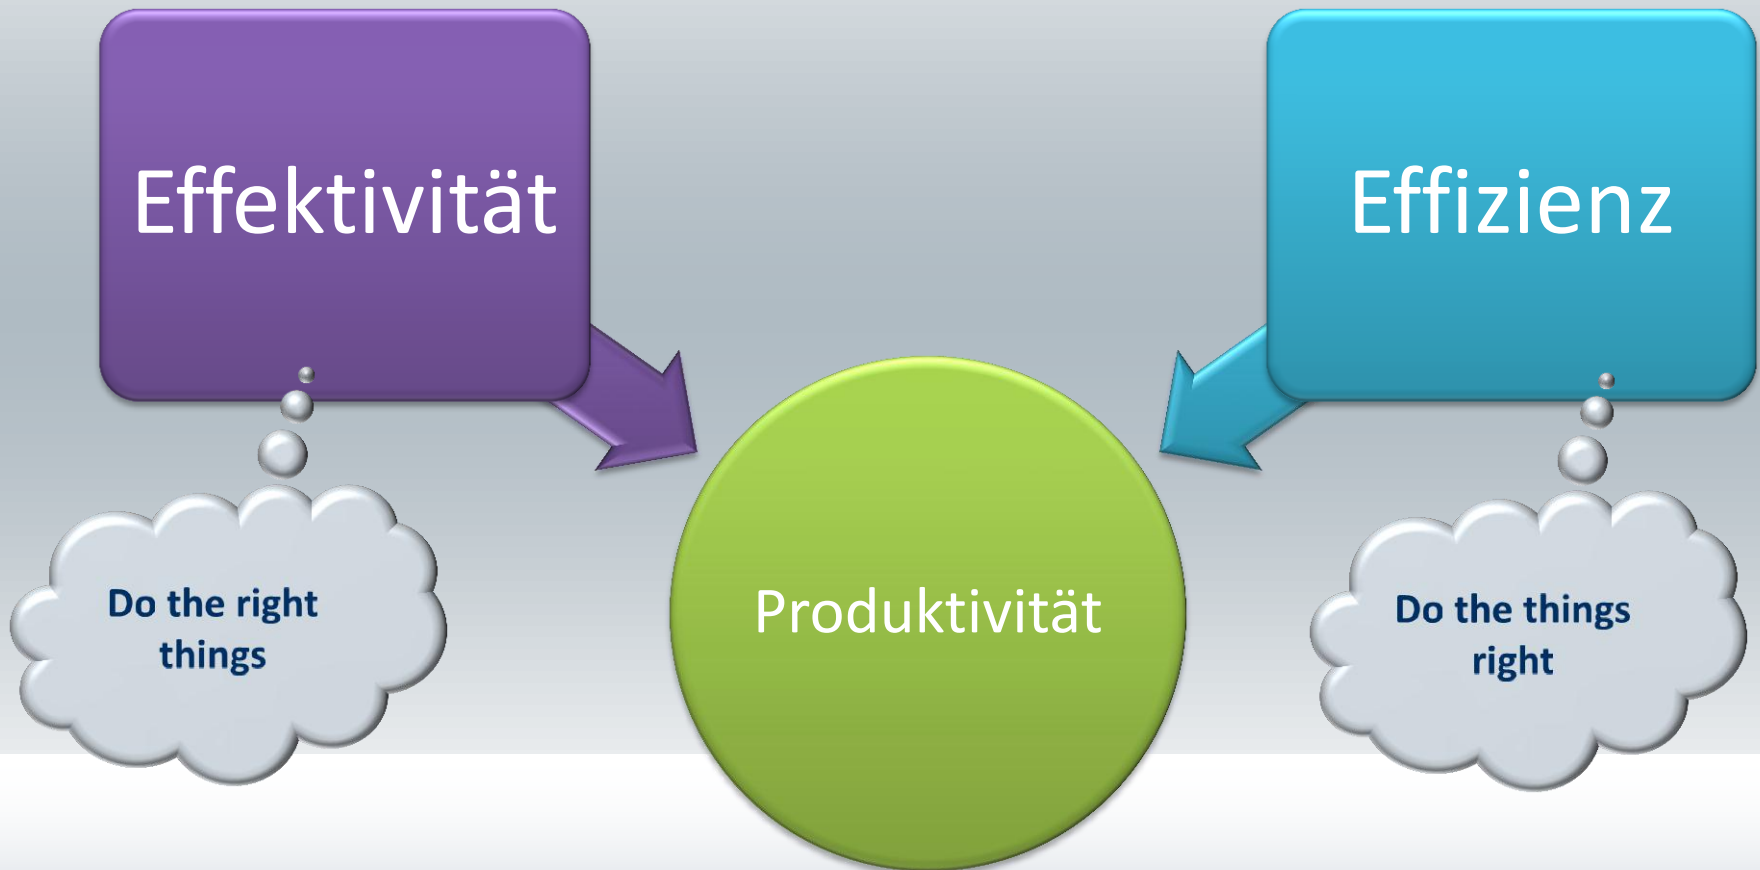 Effektivität
Effizienz
Do the right
things
Produktivität
Do the things
right